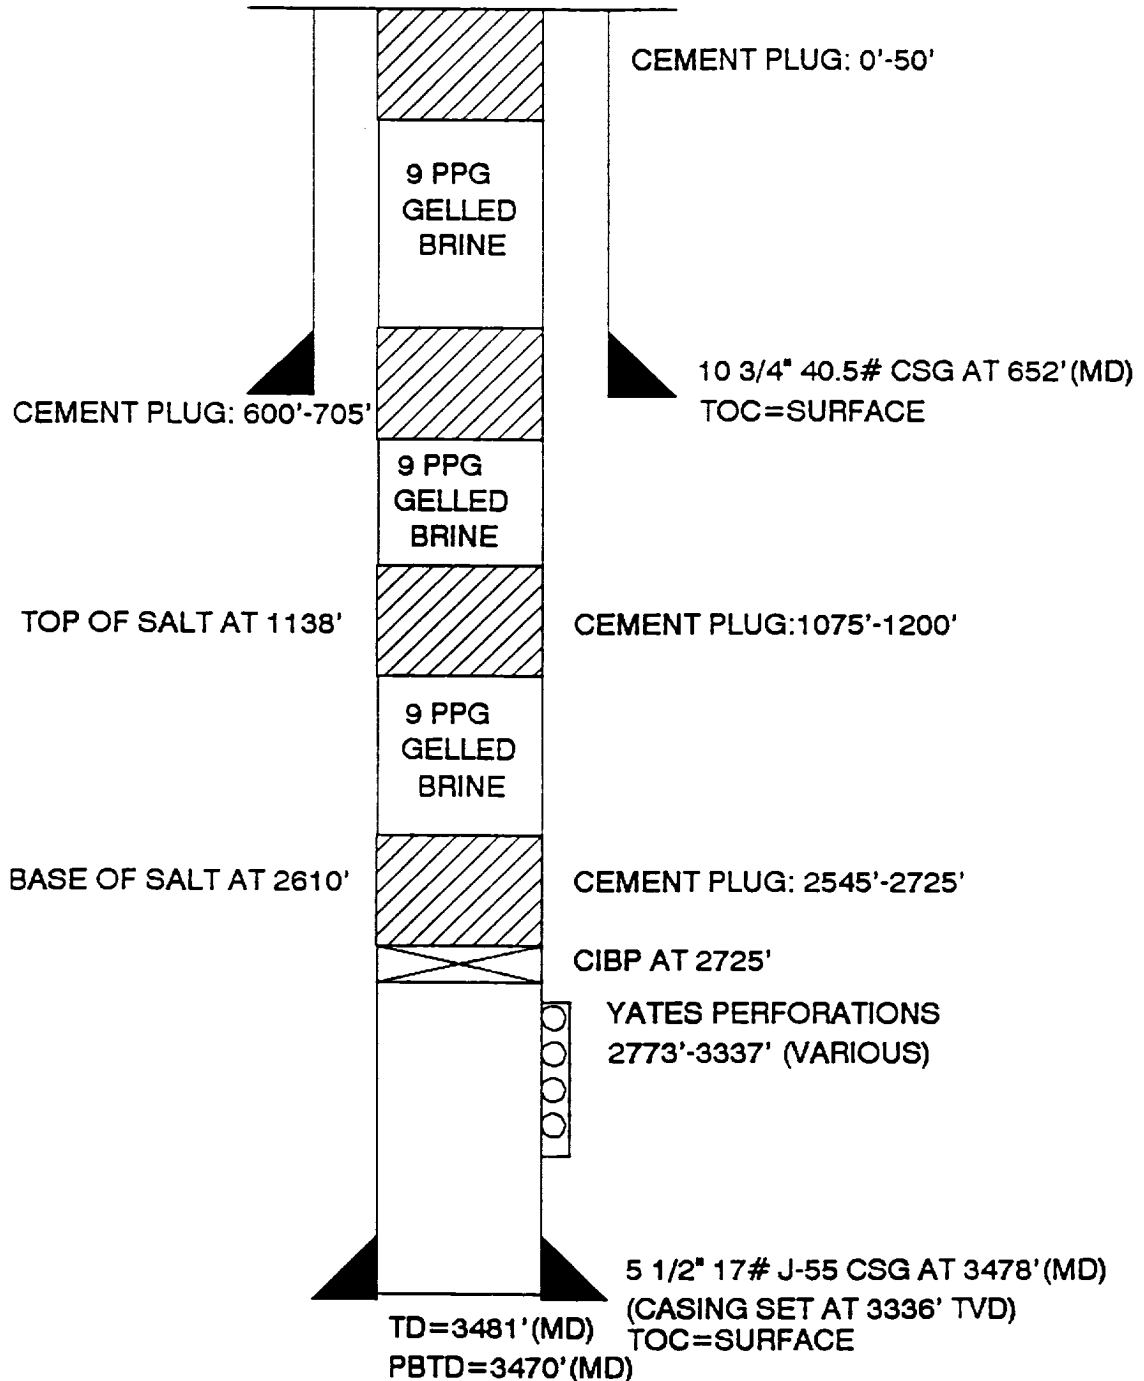 CEMENT PLUG: 0'-50'
9 PPG
GELLED
BRINE
10 3/4" 40.5# CSG AT 652'(MD)
TOC=SURFACE
CEMENT PLUG: 600'-705'
9 PPG
GELLED
BRINE
TOP OF SALT AT 1138'
CEMENT PLUG:1075'-1200'
9 PPG
GELLED
BRINE
BASE OF SALT AT 2610'
CEMENT PLUG: 2545'-2725'
CIBP AT 2725'
YATES PERFORATIONS
2773'-3337' (VARIOUS)
5 1/2" 17# J-55 CSG AT 3478'(MD)
(CASING SET AT 3336' TVD)
TOC=SURFACE
TD=3481'(MD)
PBTD=3470'(MD)